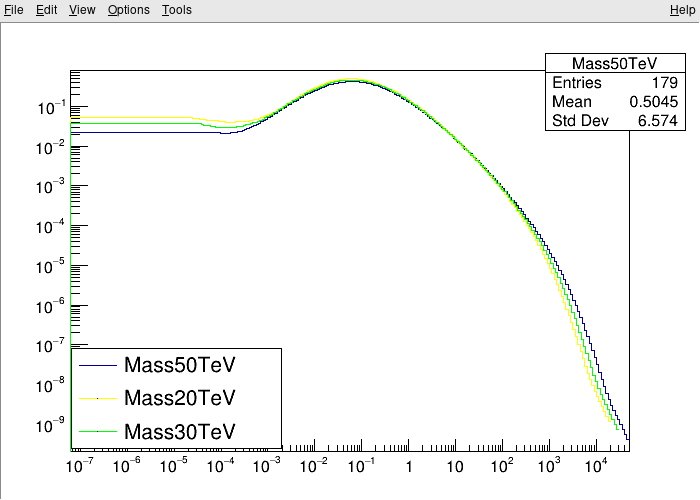 File Edit View Options Tools Help
Mass50TeV
Entries 179
Mean 0.5045
Std Dev 6.574
10⁻¹
10⁻²
10⁻³
10⁻⁴
10⁻⁵
10⁻⁶
10⁻⁷
10⁻⁸
10⁻⁹
Mass50TeV
Mass20TeV
Mass30TeV
10⁻⁷ 10⁻⁶ 10⁻⁵ 10⁻⁴ 10⁻³ 10⁻² 10⁻¹ 1 10 10² 10³ 10⁴